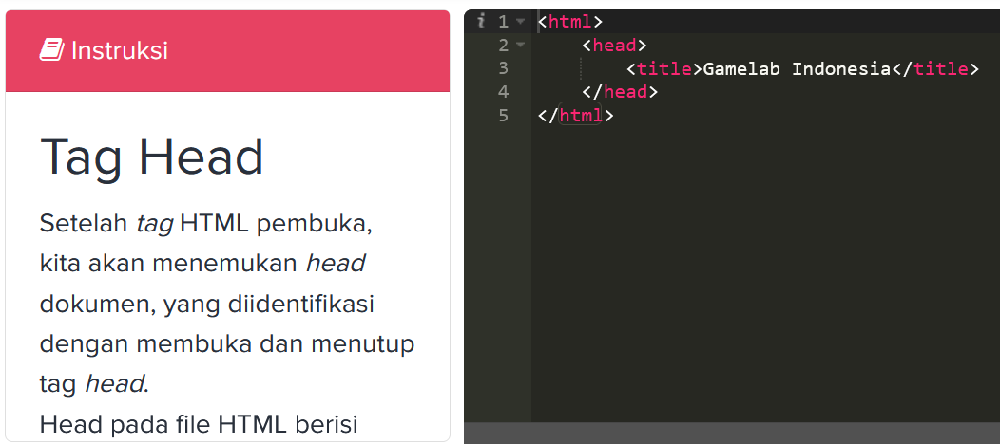 Instruksi
Tag Head
Setelah tag HTML pembuka,
kita akan menemukan head
dokumen, yang diidentifikasi
dengan membuka dan menutup
tag head.
Head pada file HTML berisi
i 1 <html>
2 <head>
3 <title>Gamelab Indonesia</title>
4 </head>
5 </html>